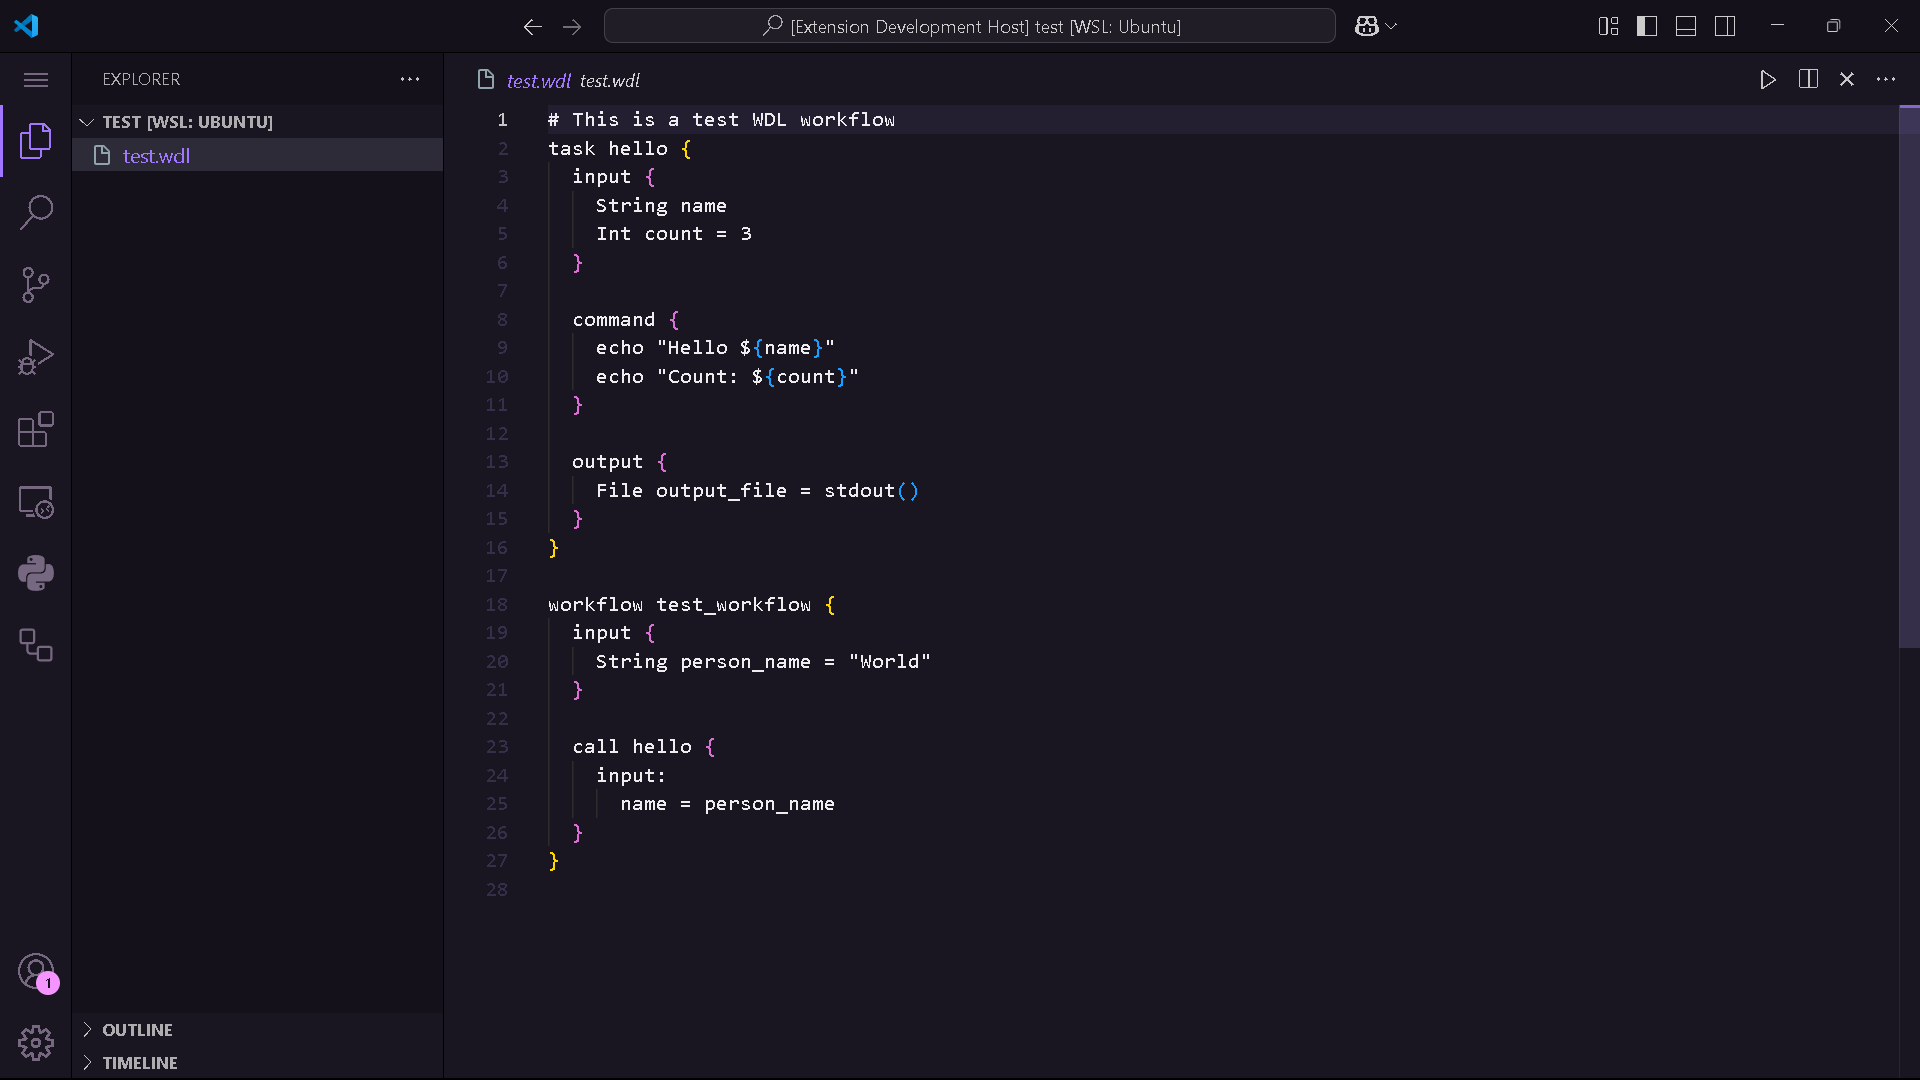 [Extension Development Host] test [WSL: Ubuntu]
EXPLORER
TEST [WSL: UBUNTU]
test.wdl
OUTLINE
TIMELINE
1
test.wdl test.wdl
1 # This is a test WDL workflow
2 task hello {
3   input {
4     String name
5     Int count = 3
6   }
7
8   command {
9     echo "Hello ${name}"
10     echo "Count: ${count}"
11   }
12
13   output {
14     File output_file = stdout()
15   }
16 }
17
18 workflow test_workflow {
19   input {
20     String person_name = "World"
21   }
22
23   call hello {
24     input:
25       name = person_name
26   }
27 }
28